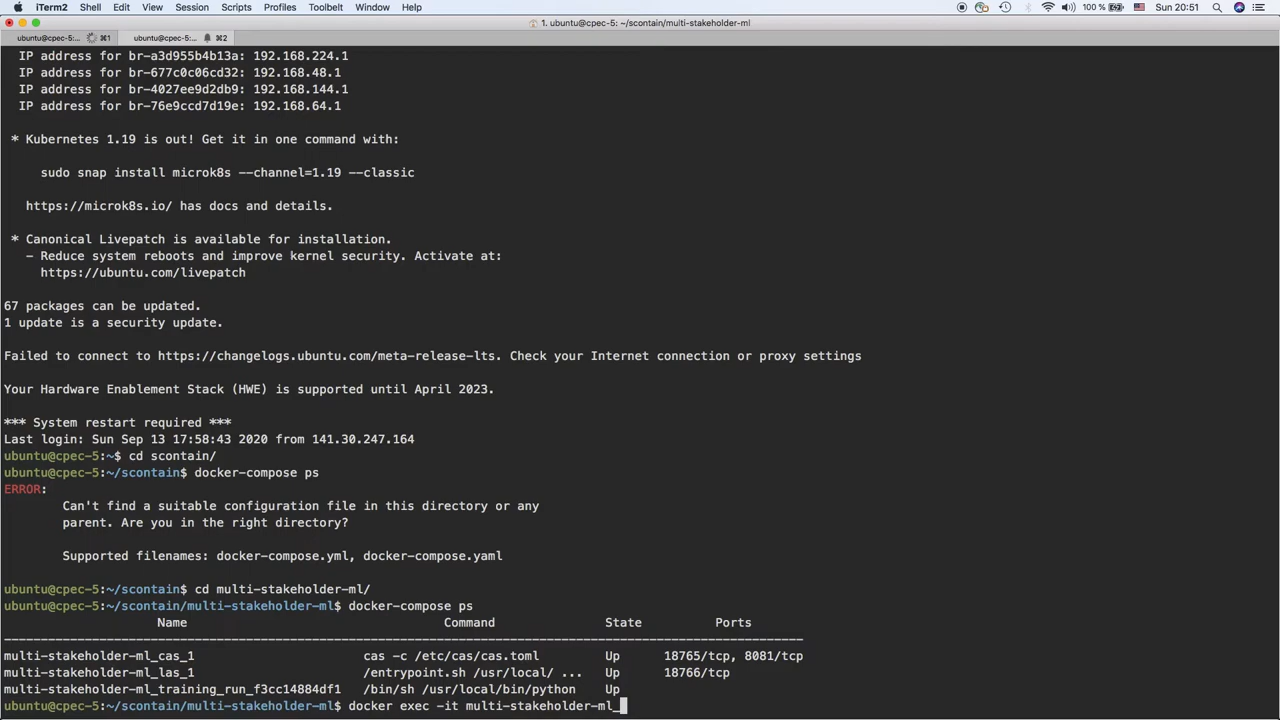 iTerm2 Shell Edit View Session Scripts Profiles Toolbelt Window Help 100 % Sun 20:51
1. ubuntu@cpec-5: ~/scontain/multi-stakeholder-ml
ubuntu@cpec-5:... ⌘1 ubuntu@cpec-5:... ⌘2
IP address for br-a3d955b4b13a: 192.168.224.1
IP address for br-677c0c06cd32: 192.168.48.1
IP address for br-4027ee9d2db9: 192.168.144.1
IP address for br-76e9ccd7d19e: 192.168.64.1
* Kubernetes 1.19 is out! Get it in one command with:
sudo snap install microk8s --channel=1.19 --classic
https://microk8s.io/ has docs and details.
* Canonical Livepatch is available for installation.
- Reduce system reboots and improve kernel security. Activate at:
https://ubuntu.com/livepatch
67 packages can be updated.
1 update is a security update.
Failed to connect to https://changelogs.ubuntu.com/meta-release-lts. Check your Internet connection or proxy settings
Your Hardware Enablement Stack (HWE) is supported until April 2023.
*** System restart required ***
Last login: Sun Sep 13 17:58:43 2020 from 141.30.247.164
ubuntu@cpec-5:~$ cd scontain/
ubuntu@cpec-5:~/scontain$ docker-compose ps
ERROR:
Can't find a suitable configuration file in this directory or any
parent. Are you in the right directory?
Supported filenames: docker-compose.yml, docker-compose.yaml
ubuntu@cpec-5:~/scontain$ cd multi-stakeholder-ml/
ubuntu@cpec-5:~/scontain/multi-stakeholder-ml$ docker-compose ps
Name Command State Ports
multi-stakeholder-ml_cas_1 cas -c /etc/cas/cas.toml Up 18765/tcp, 8081/tcp
multi-stakeholder-ml_las_1 /entrypoint.sh /usr/local/ ... Up 18766/tcp
multi-stakeholder-ml_training_run_f3cc14884df1 /bin/sh /usr/local/bin/python Up
ubuntu@cpec-5:~/scontain/multi-stakeholder-ml$ docker exec -it multi-stakeholder-ml_